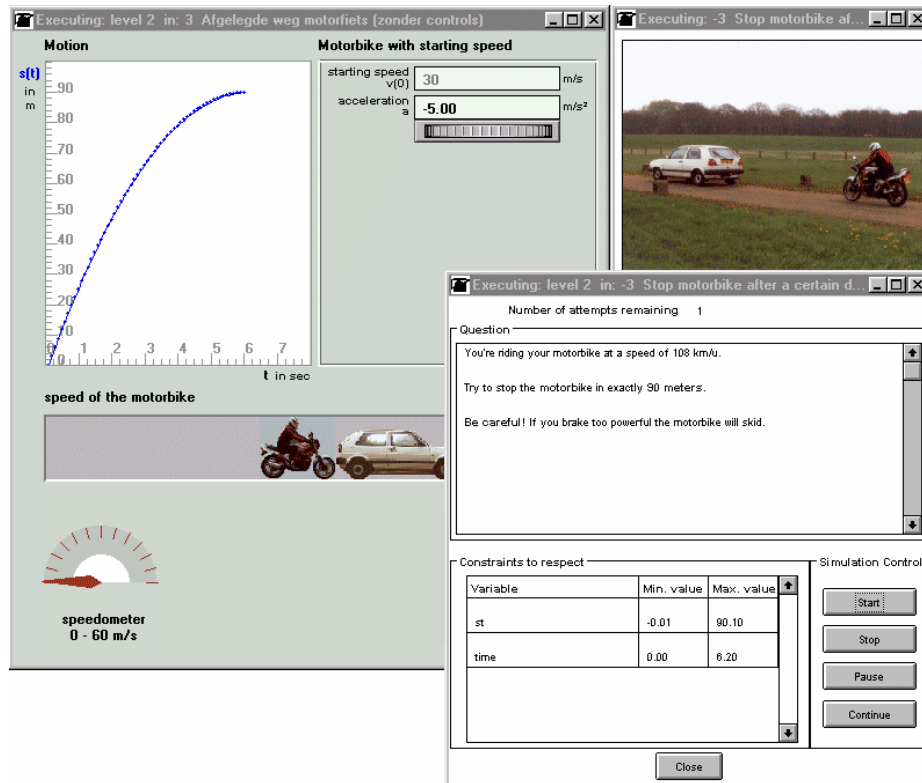 Executing: level 2 in: 3 Afgelegde weg motorfiets (zonder controls)
Motion
s(t)
in
m
90
80
70
60
50
40
30
20
10
0
0 1 2 3 4 5 6 7
t in sec
Motorbike with starting speed
starting speed
v(0)
30
m/s
acceleration
a
-5.00
m/s²
speed of the motorbike
speedometer
0 - 60 m/s
Executing: -3 Stop motorbike af...
Executing: level 2 in: -3 Stop motorbike after a certain d...
Number of attempts remaining 1
Question
You're riding your motorbike at a speed of 108 km/u.
Try to stop the motorbike in exactly 90 meters.
Be careful! If you brake too powerful the motorbike will skid.
Constraints to respect
Variable Min. value Max. value
st -0.01 90.10
time 0.00 6.20
Simulation Control
Start
Stop
Pause
Continue
Close